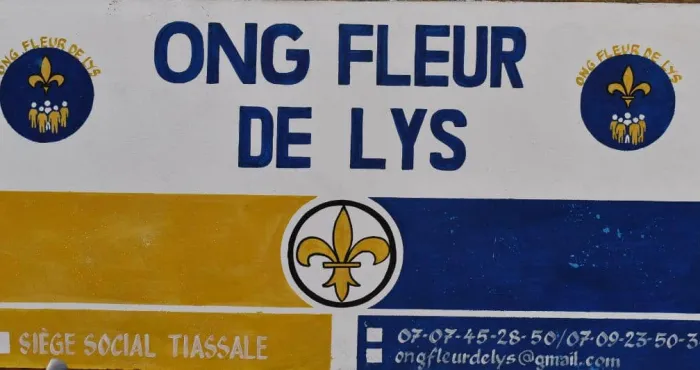 ONG FLEUR DE LYS
ONG FLEUR
DE LYS
ONG FLEUR DE LYS
SIÈGE SOCIAL TIASSALE
07-07-45-28-50/07-09-23-50-3
ongfleurdelys@gmail.com